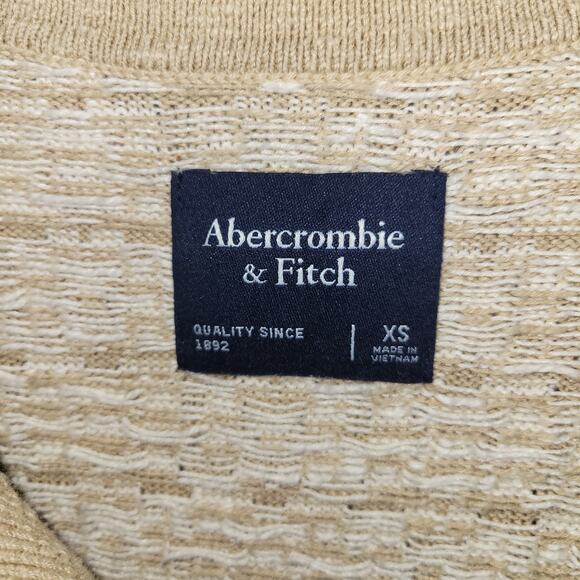 Abercrombie
& Fitch
QUALITY SINCE
1892
XS
MADE IN
VIETNAM